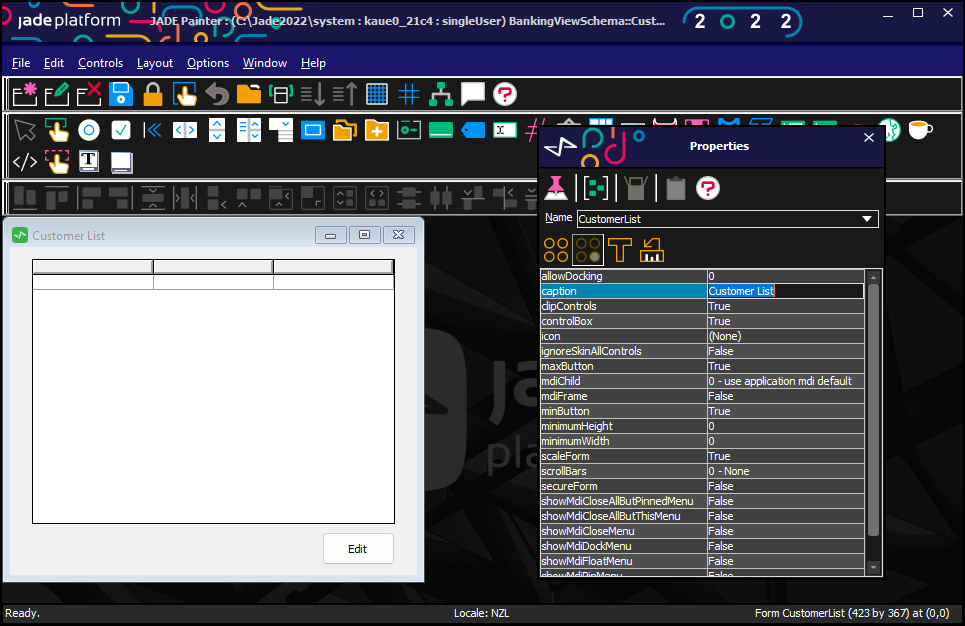 jade platform JADE Painter : (C:\Jade2022\system : kaue0_21c4 : singleUser) BankingViewSchema::Cust... 2022
File Edit Controls Layout Options Window Help
Properties
Name CustomerList
Customer List
Edit
allowDocking 0
caption Customer List
clipControls True
controlBox True
icon (None)
ignoreSkinAllControls False
maxButton True
mdiChild 0 - use application mdi default
mdiFrame False
minButton True
minimumHeight 0
minimumWidth 0
scaleForm True
scrollBars 0 - None
secureForm False
showMdiCloseAllButPinnedMenu False
showMdiCloseAllButThisMenu False
showMdiCloseMenu False
showMdiDockMenu False
showMdiFloatMenu False
showMdiPinMenu False
Ready. Locale: NZL Form CustomerList (423 by 367) at (0,0)